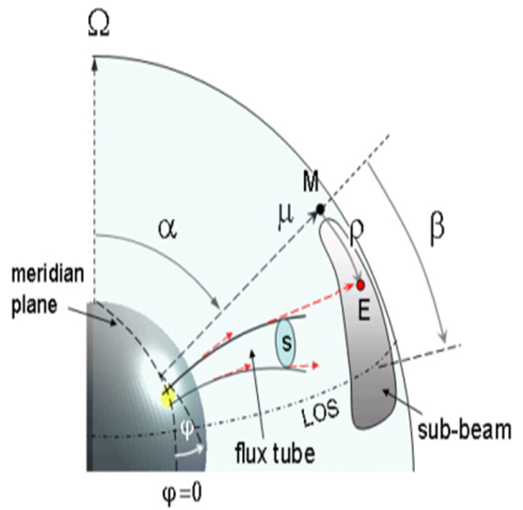 Ω
M
μ
ρ
β
α
meridian
plane
E
S
LOS
φ
sub-beam
flux tube
φ=0